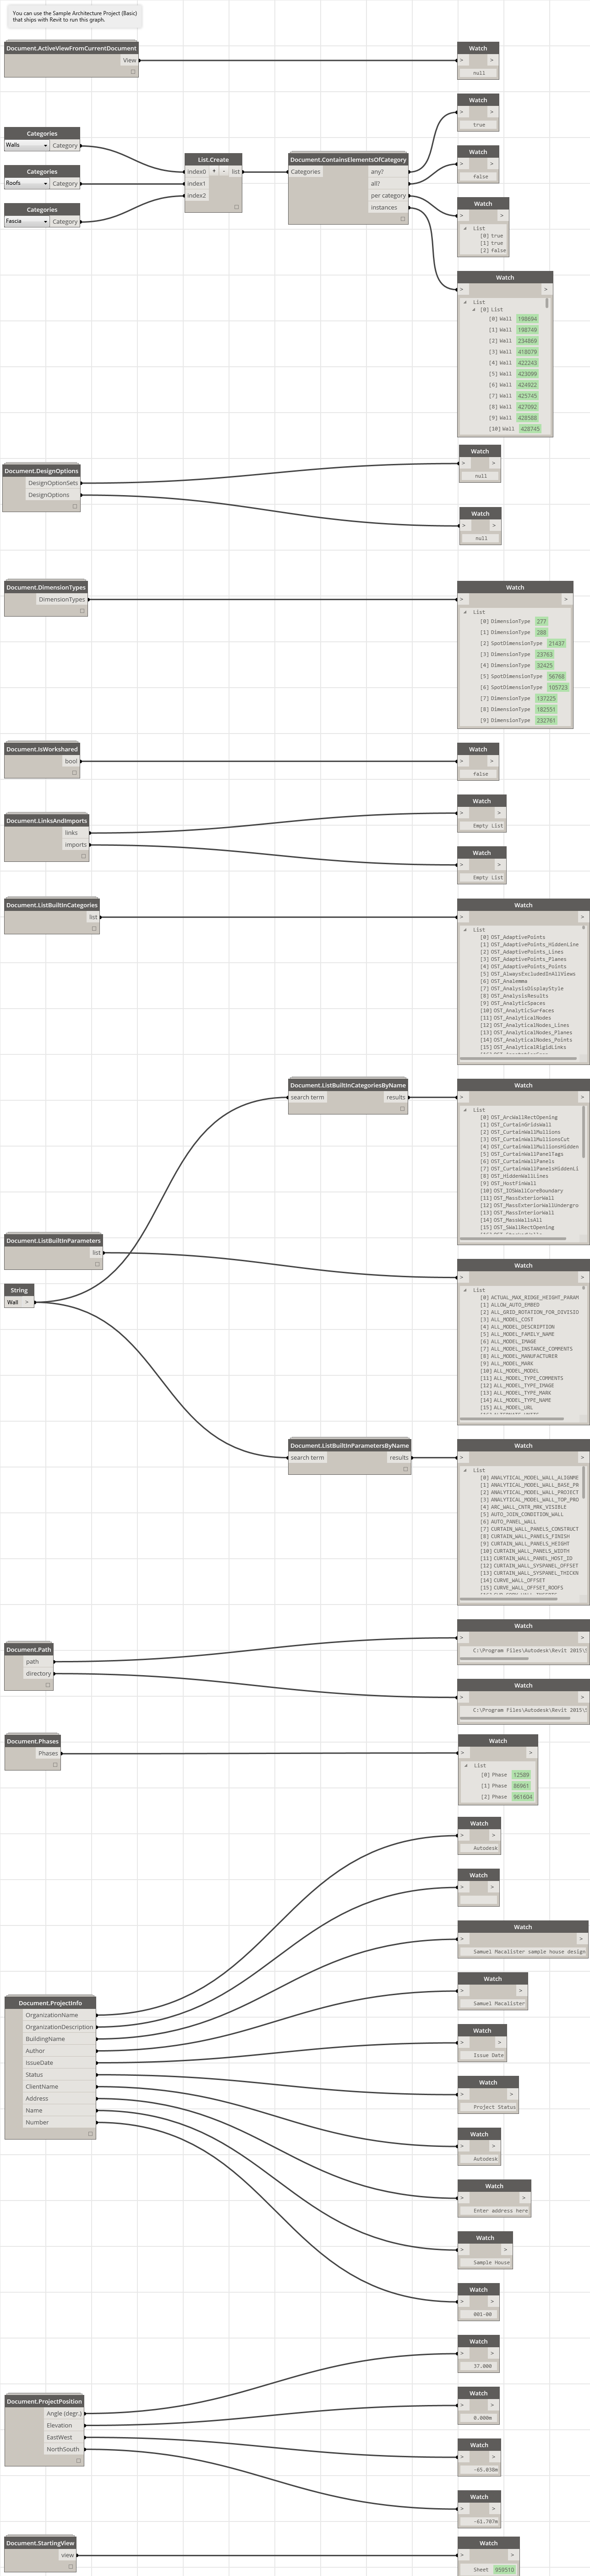 You can use the Sample Architecture Project (Basic)
that ships with Revit to run this graph.
Document.ActiveViewFromCurrentDocument
View
Watch
> >
null
Categories
Walls Category
Categories
Roofs Category
Categories
Fascia Category
List.Create
index0 + - list
index1
index2
Document.ContainsElementsOfCategory
Categories any?
all?
per category
instances
Watch
> >
true
Watch
> >
false
Watch
> >
List
[0] true
[1] true
[2] false
Watch
> >
List
[0] List
[0] Wall 198694
[1] Wall 198749
[2] Wall 234869
[3] Wall 418079
[4] Wall 422243
[5] Wall 423099
[6] Wall 424922
[7] Wall 425745
[8] Wall 427092
[9] Wall 428588
[10] Wall 428745
Document.DesignOptions
DesignOptionSets
DesignOptions
Watch
> >
null
Watch
> >
null
Document.DimensionTypes
DimensionTypes
Watch
> >
List
[0] DimensionType 277
[1] DimensionType 288
[2] SpotDimensionType 21437
[3] DimensionType 23763
[4] DimensionType 32425
[5] SpotDimensionType 56768
[6] SpotDimensionType 105723
[7] DimensionType 137225
[8] DimensionType 182551
[9] DimensionType 232761
Document.IsWorkshared
bool
Watch
> >
false
Document.LinksAndImports
links
imports
Watch
> >
Empty List
Watch
> >
Empty List
Document.ListBuiltInCategories
list
Watch
> >
List
[0] OST_AdaptivePoints
[1] OST_AdaptivePoints_HiddenLine
[2] OST_AdaptivePoints_Lines
[3] OST_AdaptivePoints_Planes
[4] OST_AdaptivePoints_Points
[5] OST_AlwaysExcludedInAllViews
[6] OST_Analemma
[7] OST_AnalysisDisplayStyle
[8] OST_AnalysisResults
[9] OST_AnalyticSpaces
[10] OST_AnalyticSurfaces
[11] OST_AnalyticalNodes
[12] OST_AnalyticalNodes_Lines
[13] OST_AnalyticalNodes_Planes
[14] OST_AnalyticalNodes_Points
[15] OST_AnalyticalRigidLinks
Document.ListBuiltInCategoriesByName
search term results
Watch
> >
List
[0] OST_ArcWallRectOpening
[1] OST_CurtainGridsWall
[2] OST_CurtainWallMullions
[3] OST_CurtainWallMullionsCut
[4] OST_CurtainWallMullionsHidden
[5] OST_CurtainWallPanelTags
[6] OST_CurtainWallPanels
[7] OST_CurtainWallPanelsHiddenLi
[8] OST_HiddenWallLines
[9] OST_HostFinWall
[10] OST_IOSWallCoreBoundary
[11] OST_MassExteriorWall
[12] OST_MassExteriorWallUndergro
[13] OST_MassInteriorWall
[14] OST_MassWallsAll
[15] OST_SWallRectOpening
Document.ListBuiltInParameters
list
String
Wall >
Watch
> >
List
[0] ACTUAL_MAX_RIDGE_HEIGHT_PARAM
[1] ALLOW_AUTO_EMBED
[2] ALL_GRID_ROTATION_FOR_DIVISIO
[3] ALL_MODEL_COST
[4] ALL_MODEL_DESCRIPTION
[5] ALL_MODEL_FAMILY_NAME
[6] ALL_MODEL_IMAGE
[7] ALL_MODEL_INSTANCE_COMMENTS
[8] ALL_MODEL_MANUFACTURER
[9] ALL_MODEL_MARK
[10] ALL_MODEL_MODEL
[11] ALL_MODEL_TYPE_COMMENTS
[12] ALL_MODEL_TYPE_IMAGE
[13] ALL_MODEL_TYPE_MARK
[14] ALL_MODEL_TYPE_NAME
[15] ALL_MODEL_URL
Document.ListBuiltInParametersByName
search term results
Watch
> >
List
[0] ANALYTICAL_MODEL_WALL_ALIGNME
[1] ANALYTICAL_MODEL_WALL_BASE_PR
[2] ANALYTICAL_MODEL_WALL_PROJECT
[3] ANALYTICAL_MODEL_WALL_TOP_PRO
[4] ARC_WALL_CNTR_MRK_VISIBLE
[5] AUTO_JOIN_CONDITION_WALL
[6] AUTO_PANEL_WALL
[7] CURTAIN_WALL_PANELS_CONSTRUCT
[8] CURTAIN_WALL_PANELS_FINISH
[9] CURTAIN_WALL_PANELS_HEIGHT
[10] CURTAIN_WALL_PANELS_WIDTH
[11] CURTAIN_WALL_PANEL_HOST_ID
[12] CURTAIN_WALL_SYSPANEL_OFFSET
[13] CURTAIN_WALL_SYSPANEL_THICKN
[14] CURVE_WALL_OFFSET
[15] CURVE_WALL_OFFSET_ROOFS
Document.Path
path
directory
Watch
> >
C:\Program Files\Autodesk\Revit 2015\S
Watch
> >
C:\Program Files\Autodesk\Revit 2015\S
Document.Phases
Phases
Watch
> >
List
[0] Phase 12589
[1] Phase 86961
[2] Phase 961604
Document.ProjectInfo
OrganizationName
OrganizationDescription
BuildingName
Author
IssueDate
Status
ClientName
Address
Name
Number
Watch
> >
Autodesk
Watch
> >
Watch
> >
Samuel Macalister sample house design
Watch
> >
Samuel Macalister
Watch
> >
Issue Date
Watch
> >
Project Status
Watch
> >
Autodesk
Watch
> >
Enter address here
Watch
> >
Sample House
Watch
> >
001-00
Document.ProjectPosition
Angle (degr.)
Elevation
EastWest
NorthSouth
Watch
> >
37.000
Watch
> >
0.000m
Watch
> >
-65.038m
Watch
> >
-61.707m
Document.StartingView
view
Watch
> >
Sheet 959510